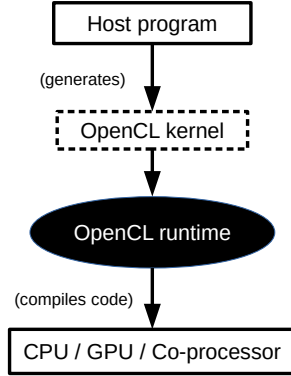 Host program
(generates)
OpenCL kernel
OpenCL runtime
(compiles code)
CPU / GPU / Co-processor